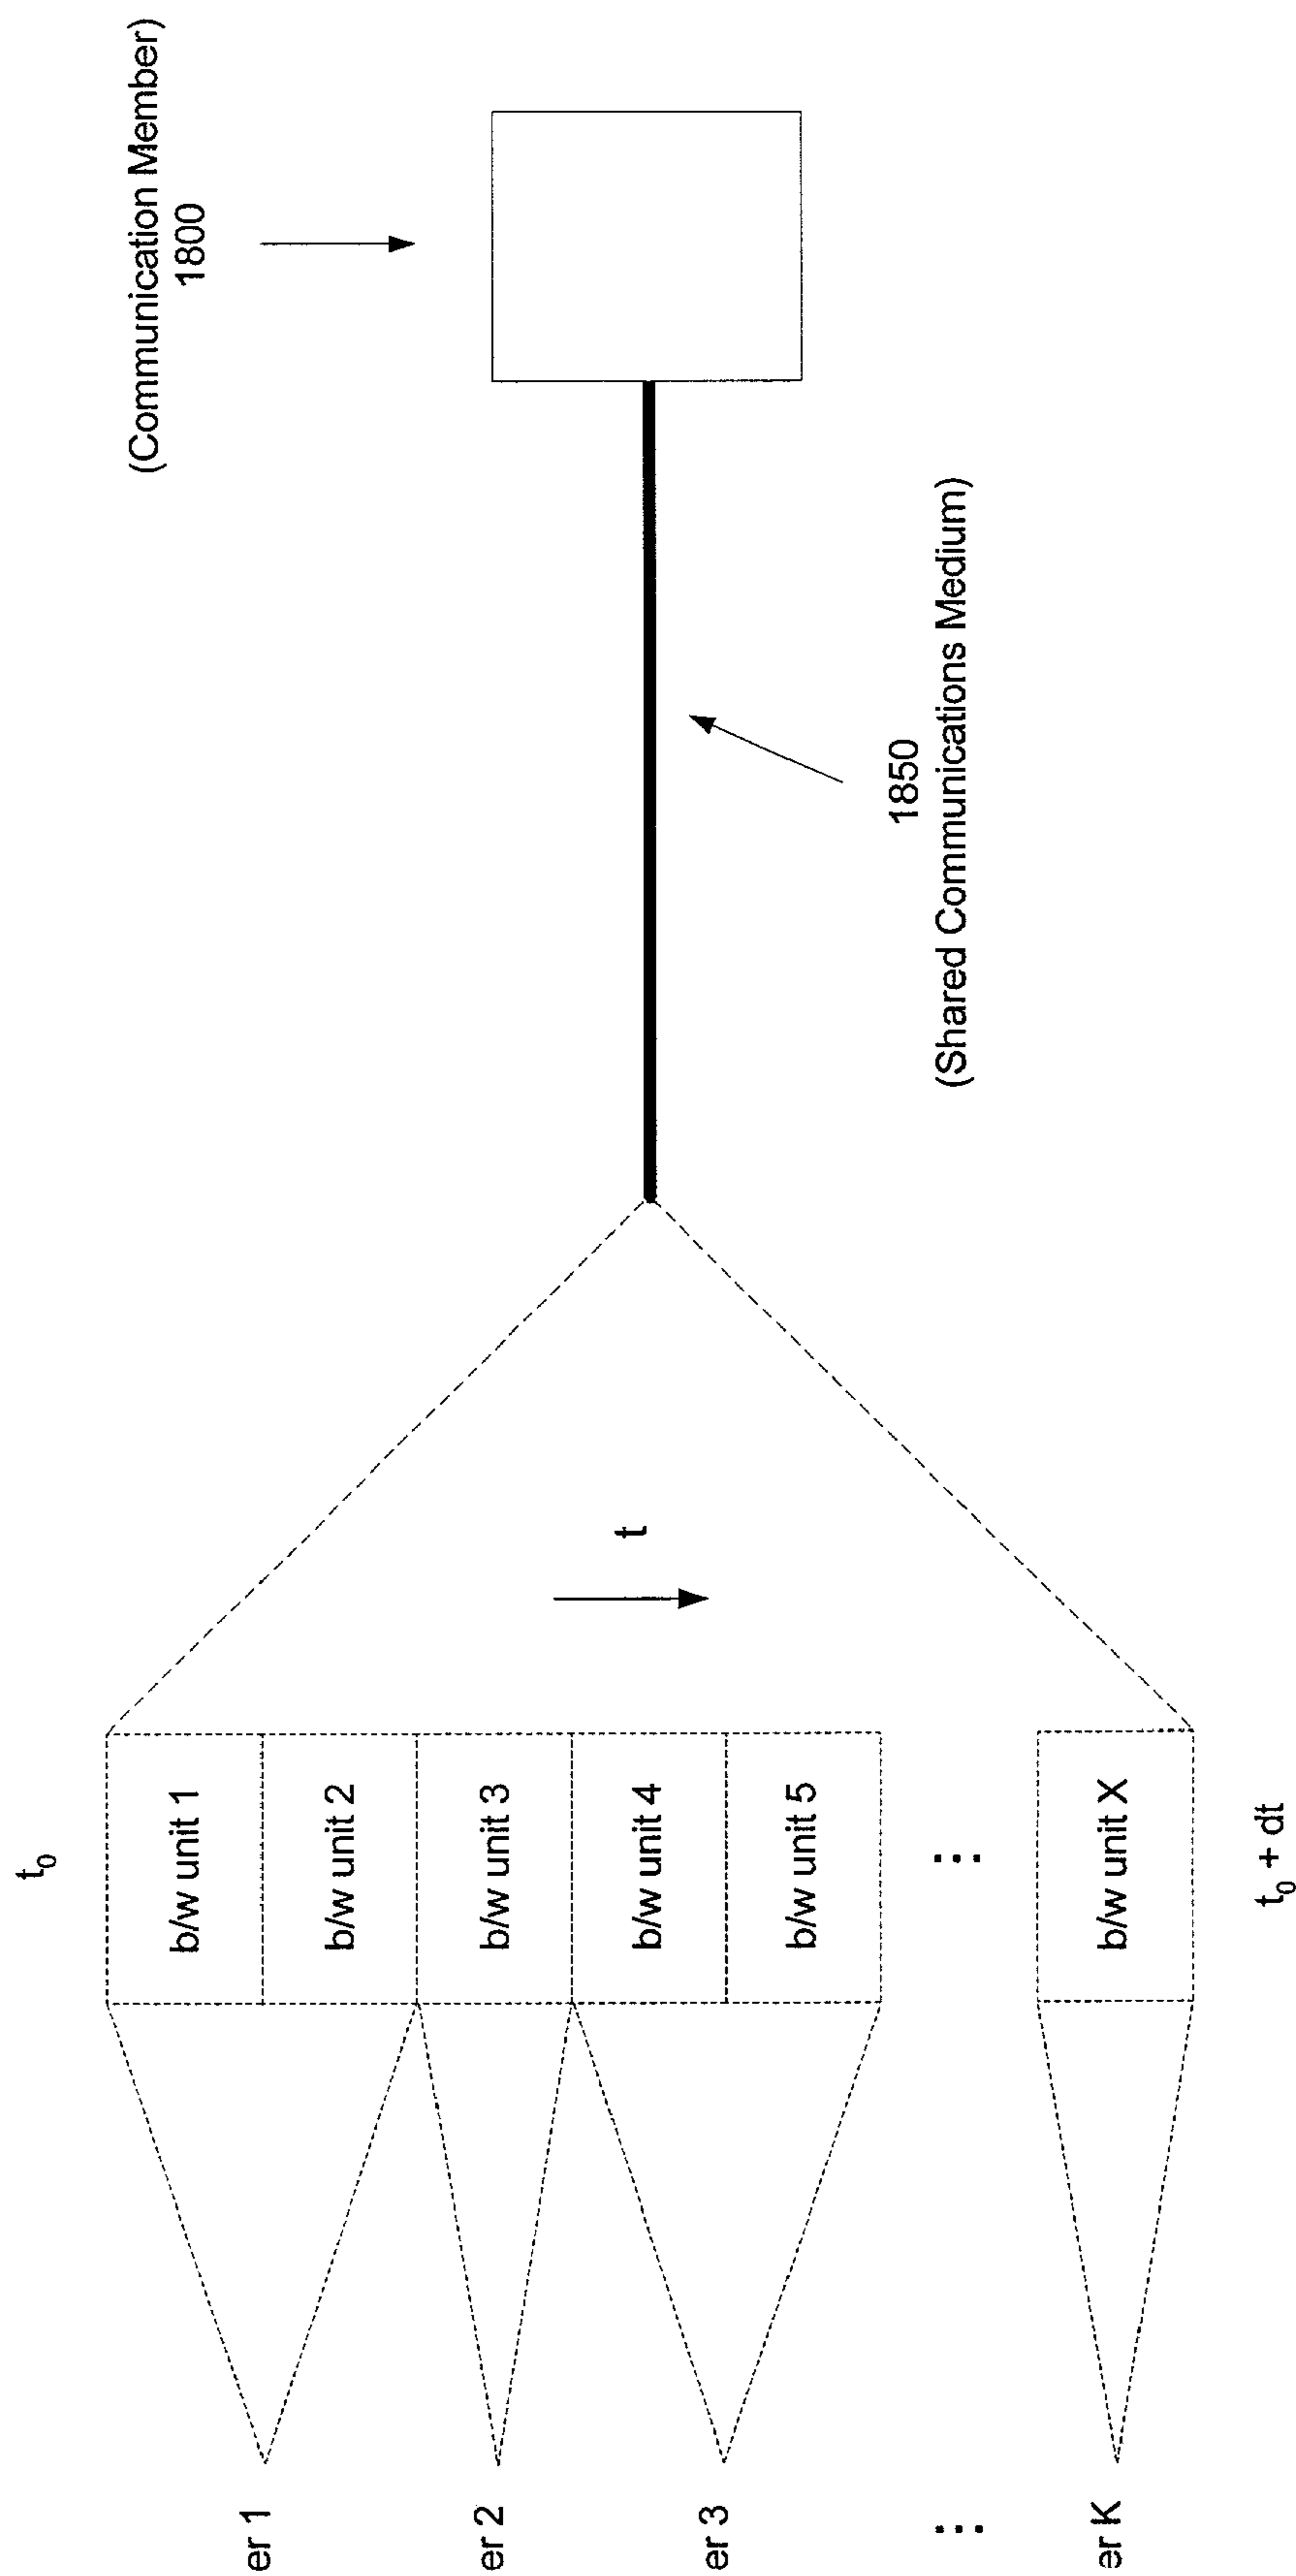 (Communication Member)
1800
1850
(Shared Communications Medium)
t
t0
b/w unit 1
b/w unit 2
b/w unit 3
b/w unit 4
b/w unit 5
⋮
b/w unit X
t0 + dt
er 1
er 2
er 3
⋮
er K